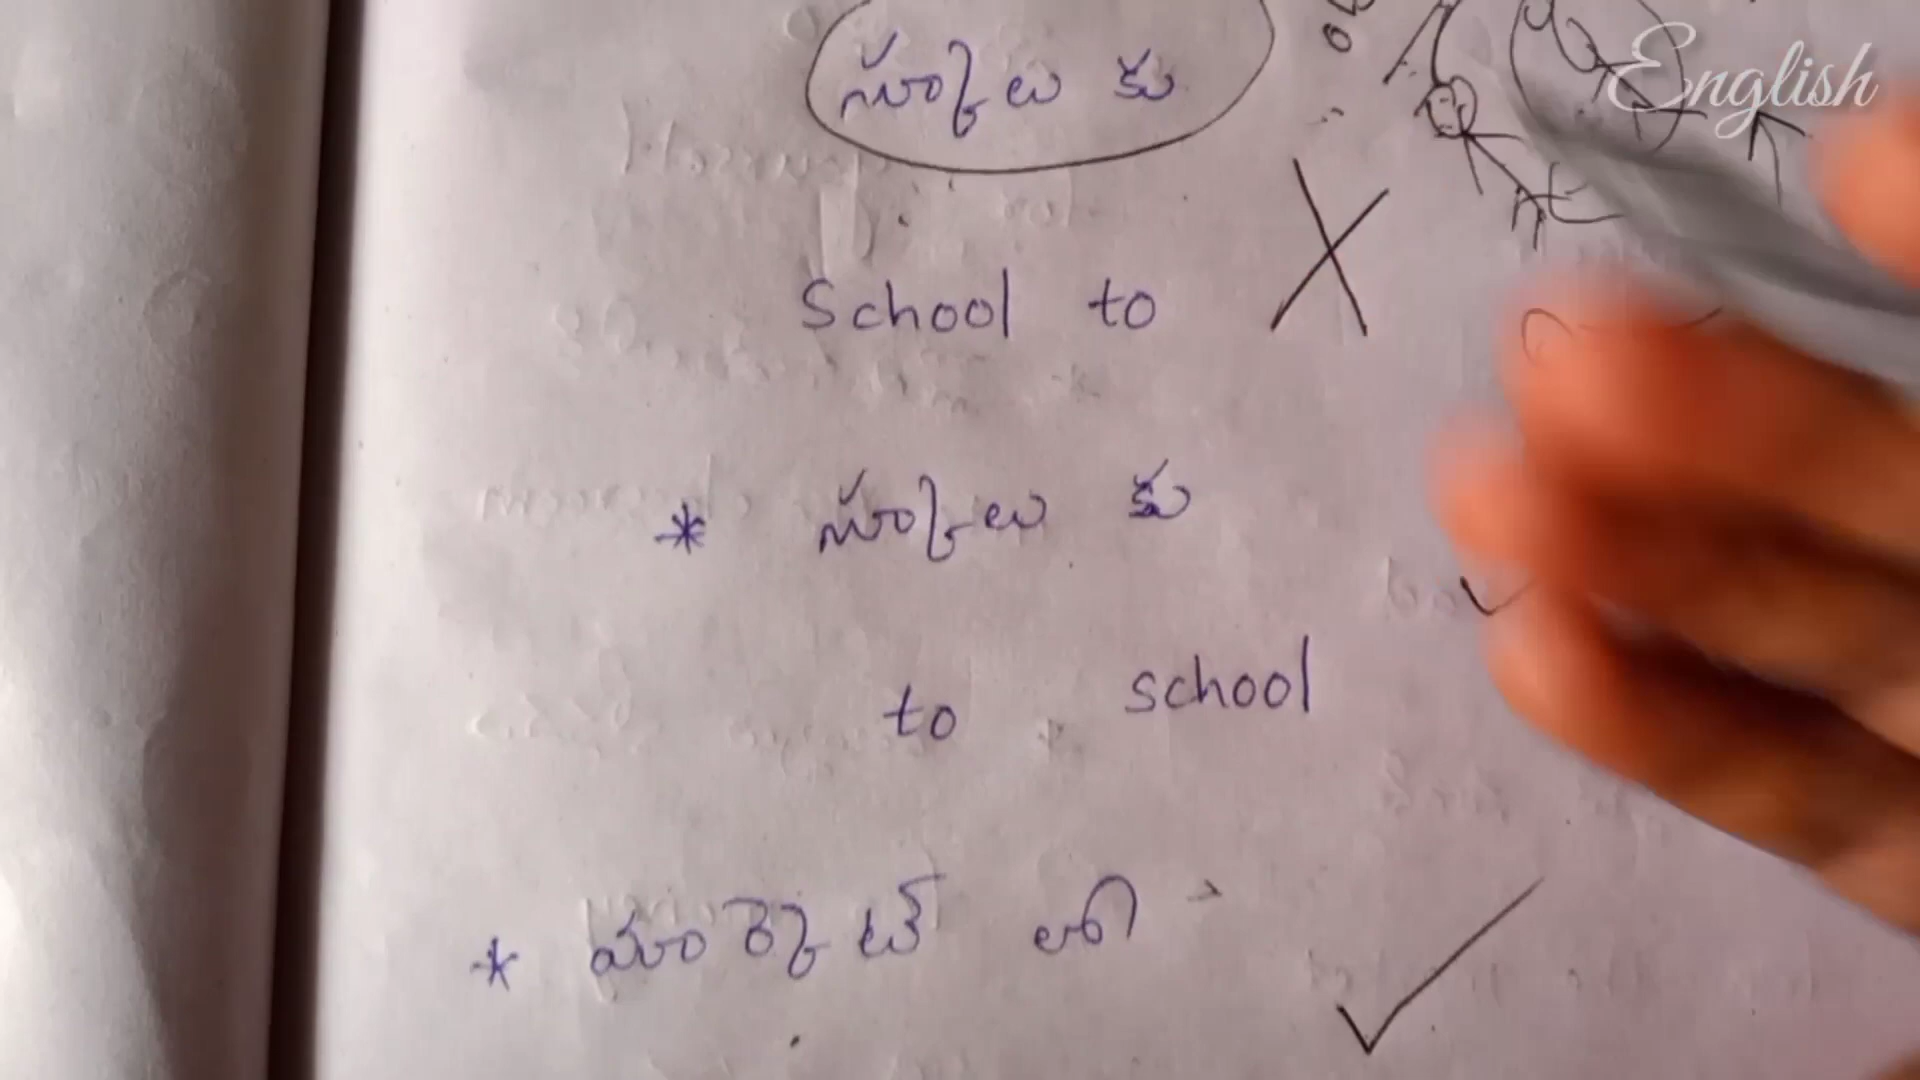 English
స్కూలు కు
School to
* స్కూలు కు
to school
* మార్కెట్ లో